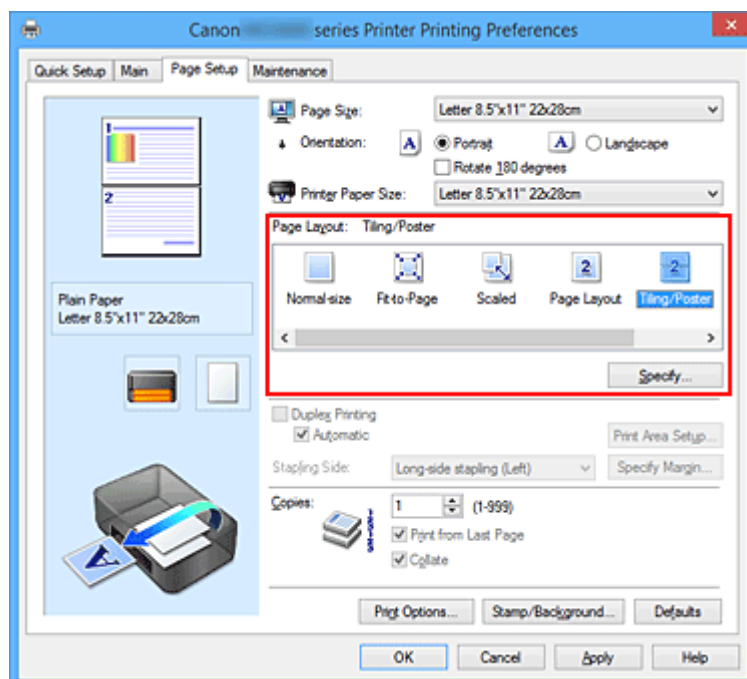 Canon series Printer Printing Preferences
Quick Setup Main Page Setup Maintenance
1
2
Plain Paper
Letter 8.5"x11" 22x28cm
Page Size: Letter 8.5"x11" 22x28cm
Orientation: A Portrait A Landscape
Rotate 180 degrees
Printer Paper Size: Letter 8.5"x11" 22x28cm
Page Layout: Tiling/Poster
2 2
Normal-size Fit-to-Page Scaled Page Layout Tiling/Poster
Specify...
Duplex Printing
Automatic Print Area Setup...
Stapling Side: Long-side stapling (Left) Specify Margin...
Copies: 1 (1-999)
Print from Last Page
Collate
A
Print Options... Stamp/Background... Defaults
OK Cancel Apply Help